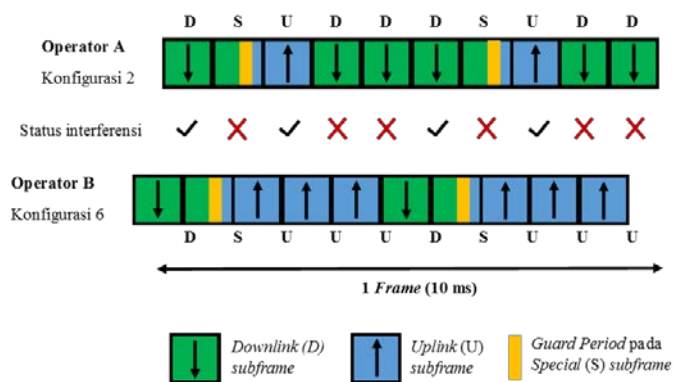 D S U D D D S U D D
Operator A
Konfigurasi 2
Status interferensi
Operator B
Konfigurasi 6
D S U U U D S U U U
1 Frame (10 ms)
Downlink (D)
subframe
Uplink (U)
subframe
Guard Period pada
Special (S) subframe